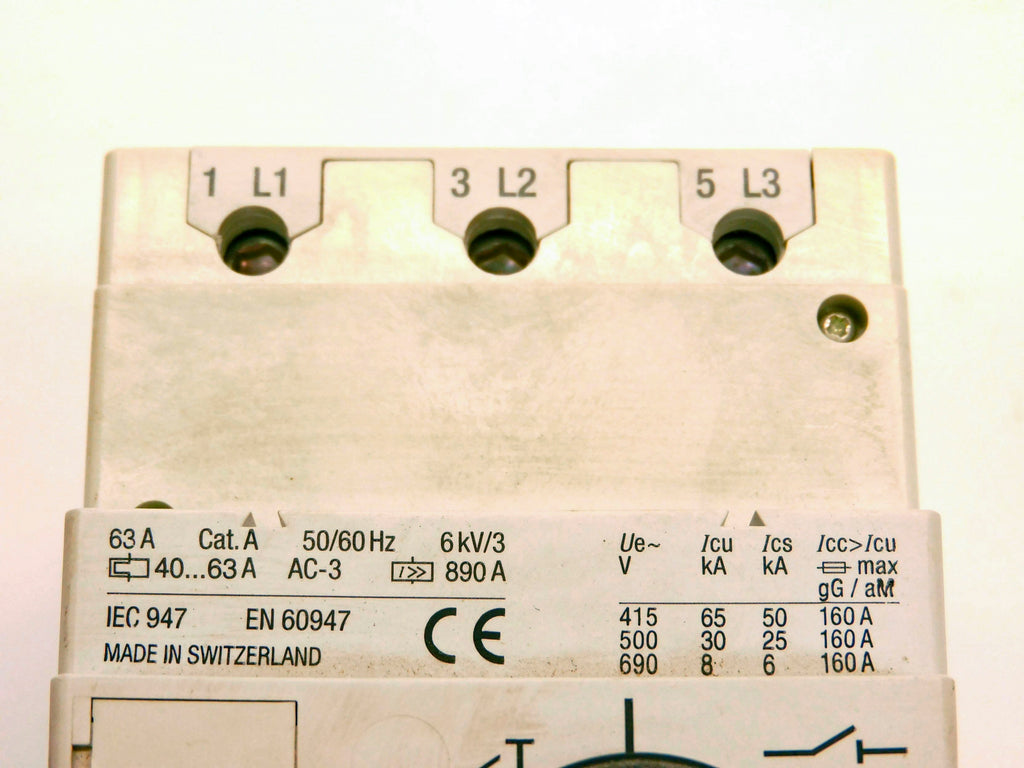 1 L1 3 L2 5 L3
63 A Cat. A 50/60 Hz 6 kV/3
40...63 A AC-3 I>> 890 A
IEC 947 EN 60947 CE
MADE IN SWITZERLAND
Ue~ Icu Ics Icc>Icu
V kA kA max
gG / aM
415 65 50 160 A
500 30 25 160 A
690 8 6 160 A